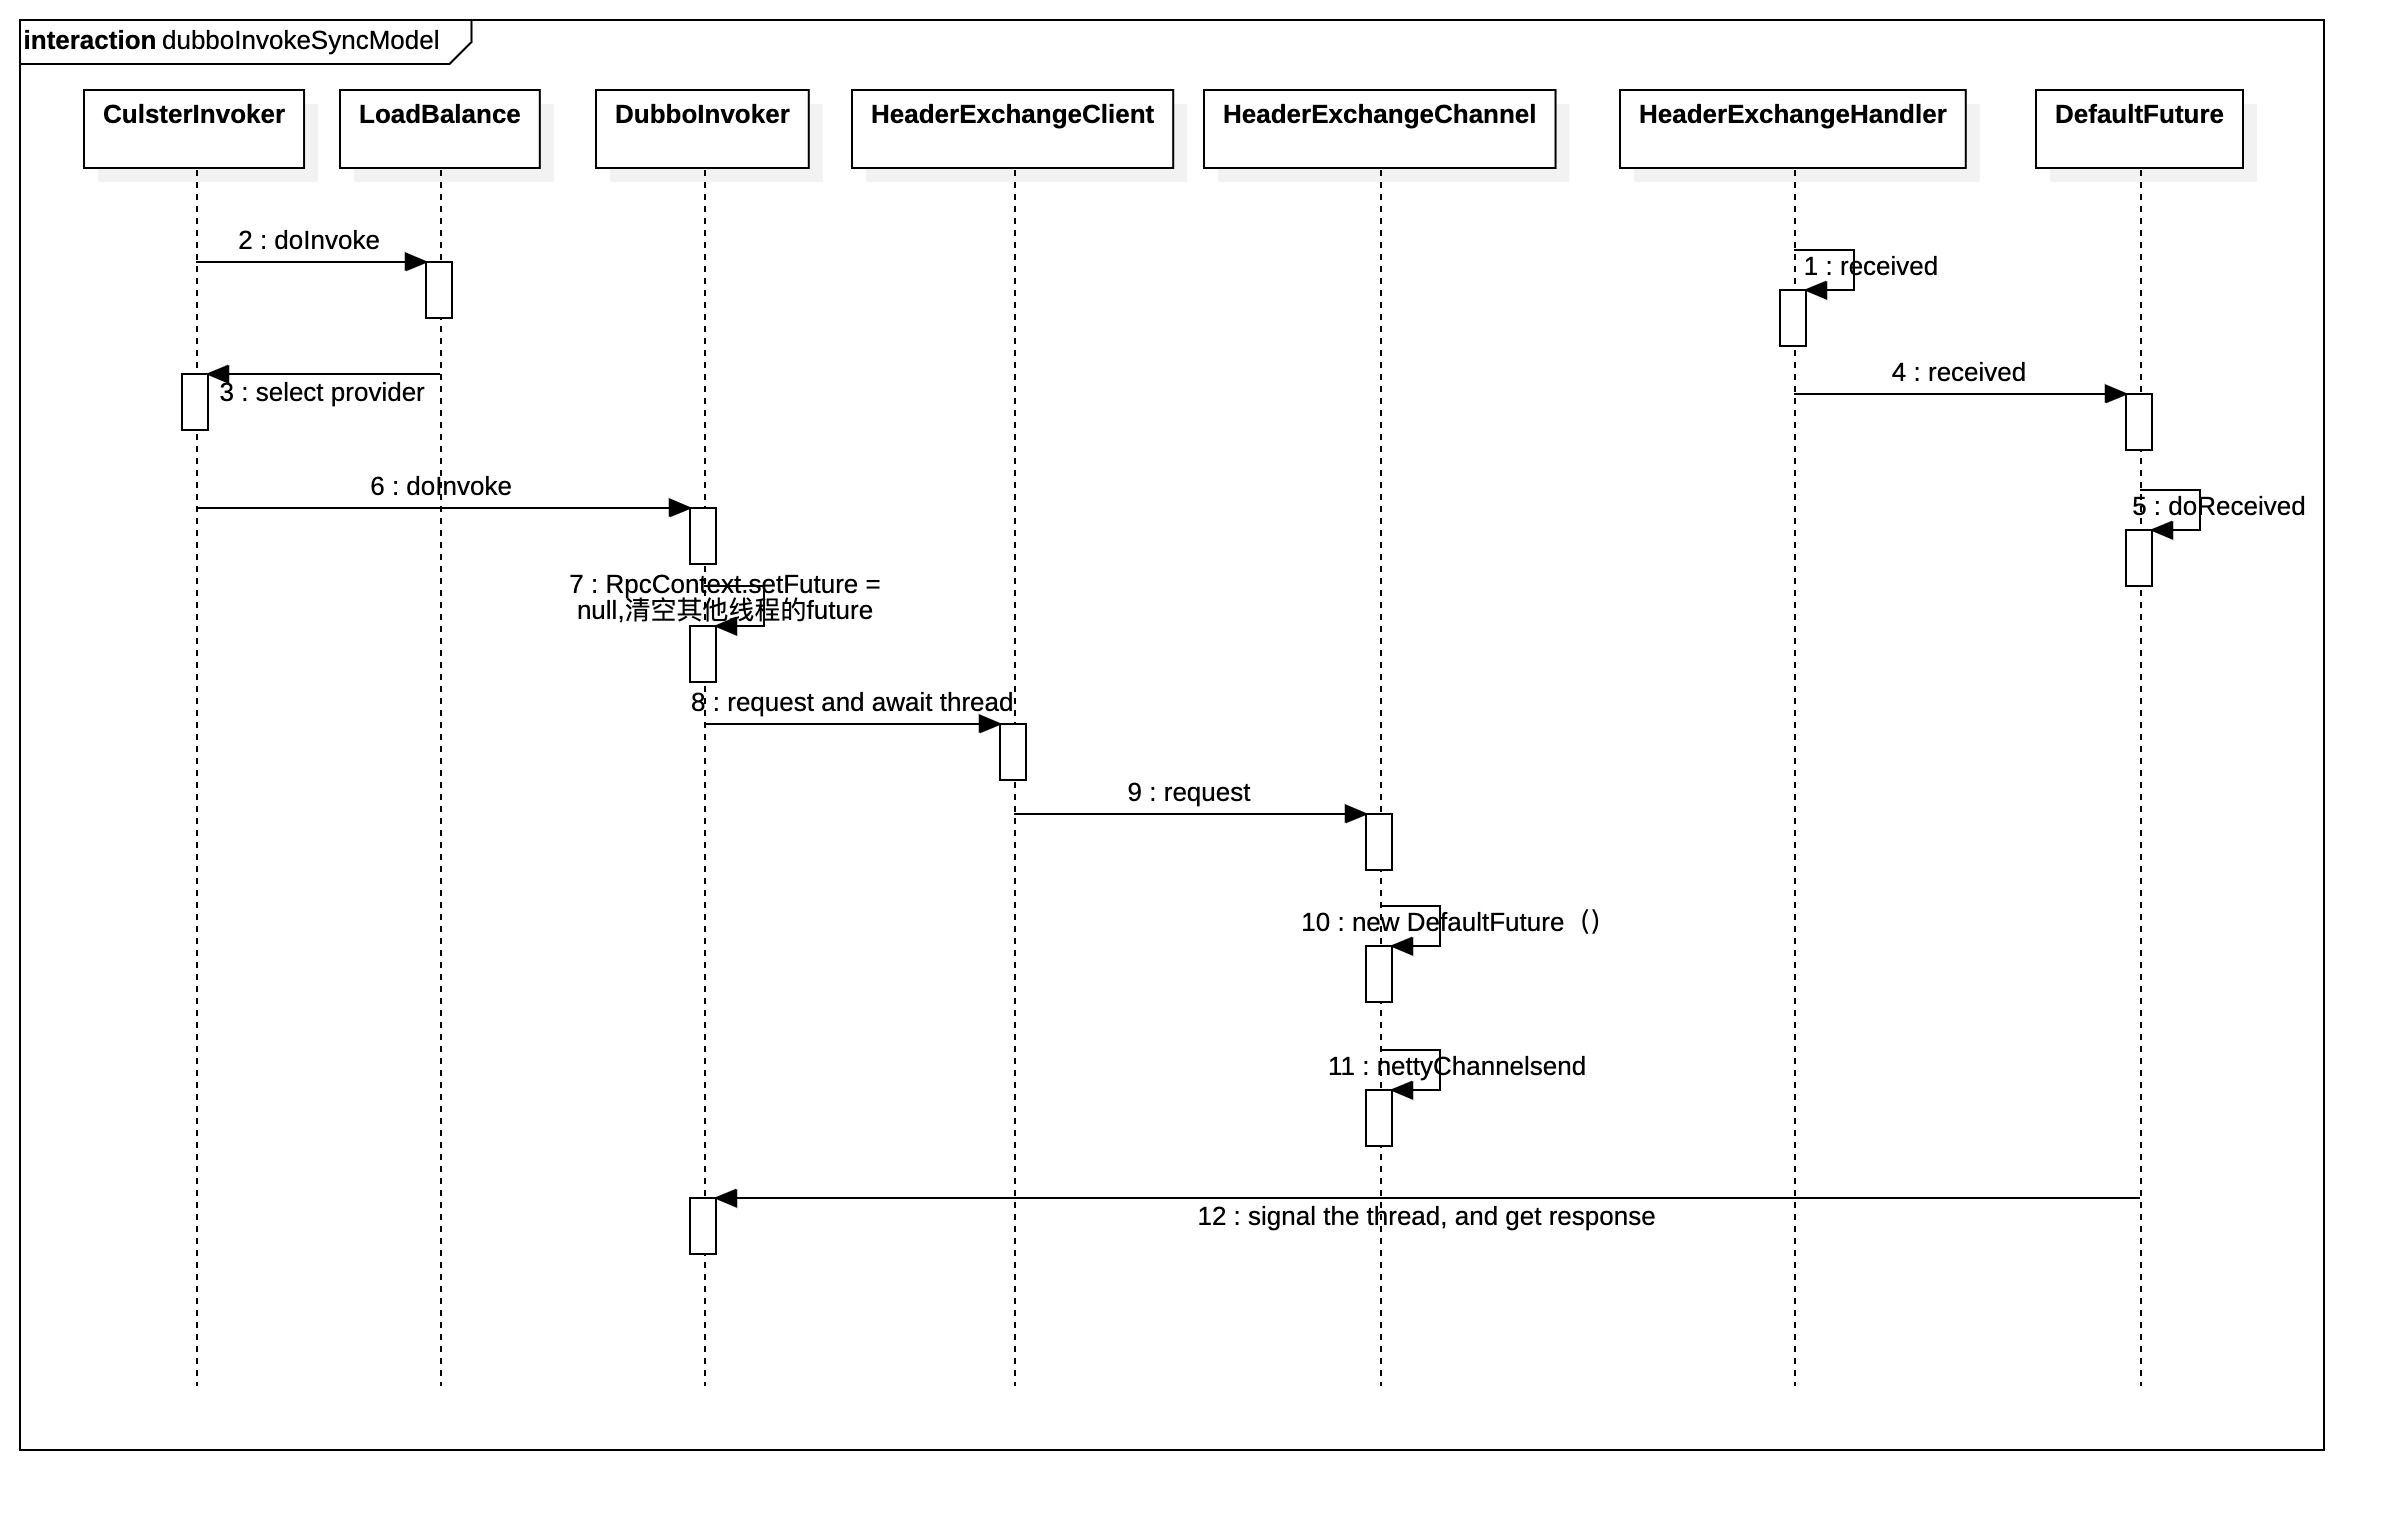 interaction dubboInvokeSyncModel
CulsterInvoker
LoadBalance
DubboInvoker
HeaderExchangeClient
HeaderExchangeChannel
HeaderExchangeHandler
DefaultFuture
2 : doInvoke
1 : received
3 : select provider
4 : received
6 : doInvoke
5 : doReceived
7 : RpcContext.setFuture =
null,清空其他线程的future
8 : request and await thread
9 : request
10 : new DefaultFuture（）
11 : nettyChannelsend
12 : signal the thread, and get response